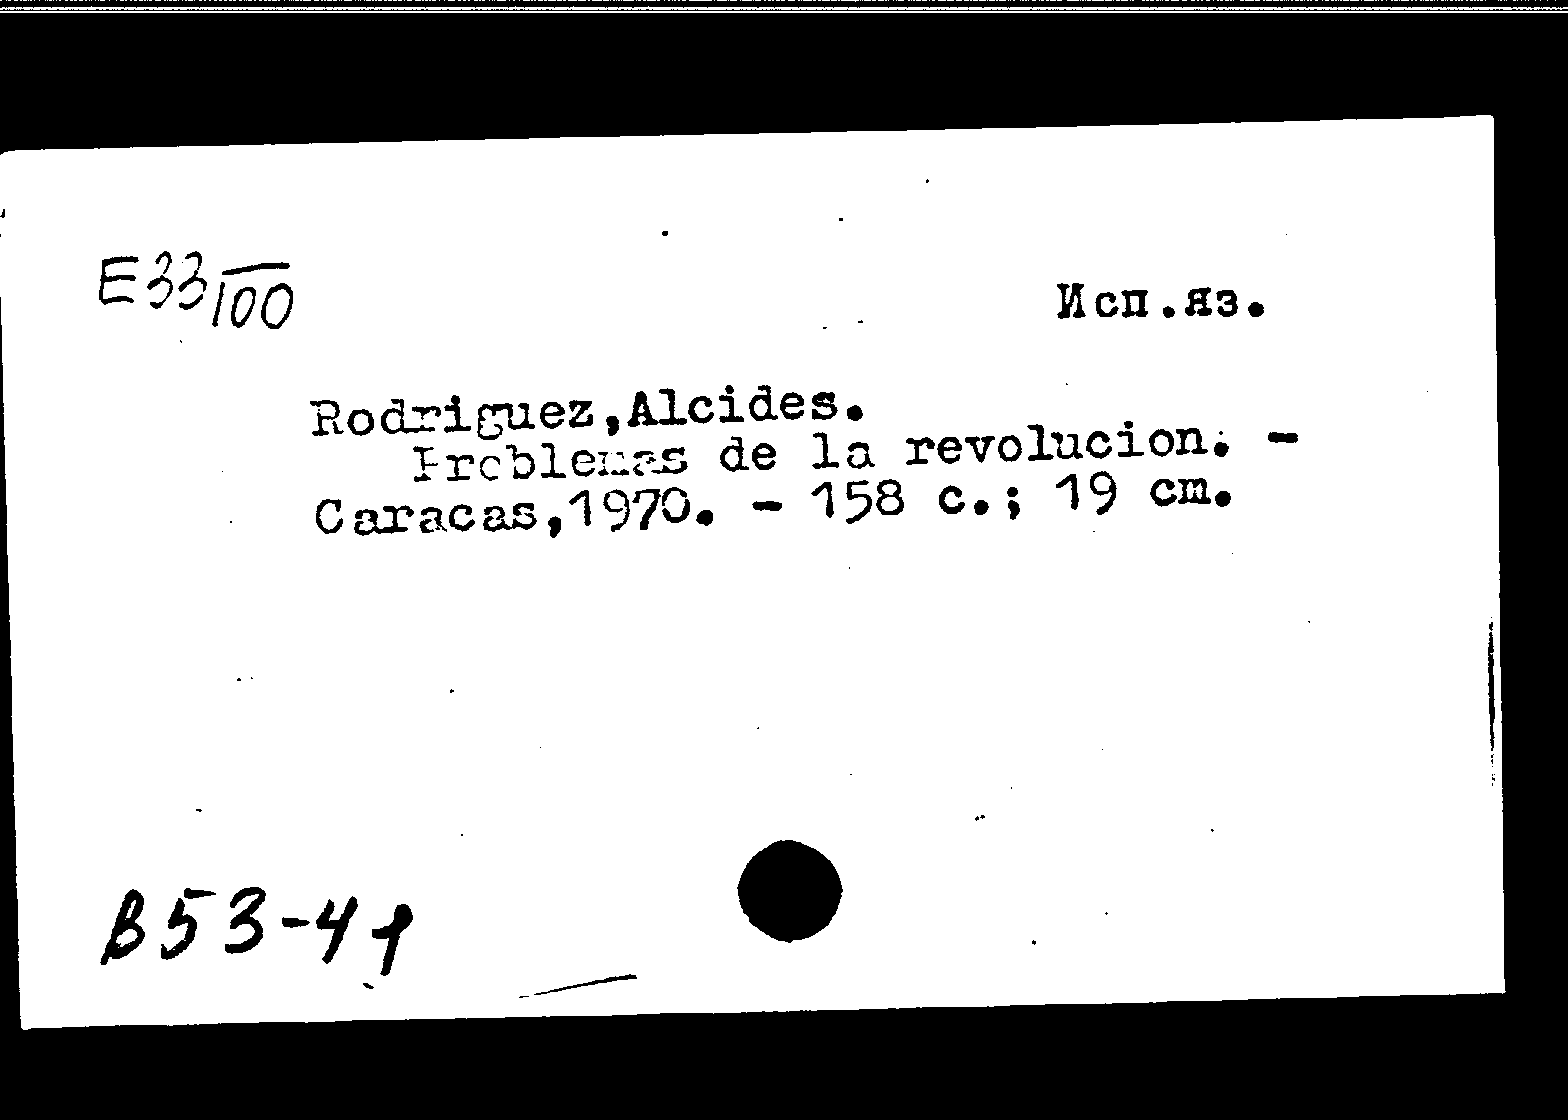 E33/100
Исп.яз.
Rodriguez,Alcides.
Problemas de la revolucion. -
Caracas,1970. - 158 c.; 19 cm.
B53-41